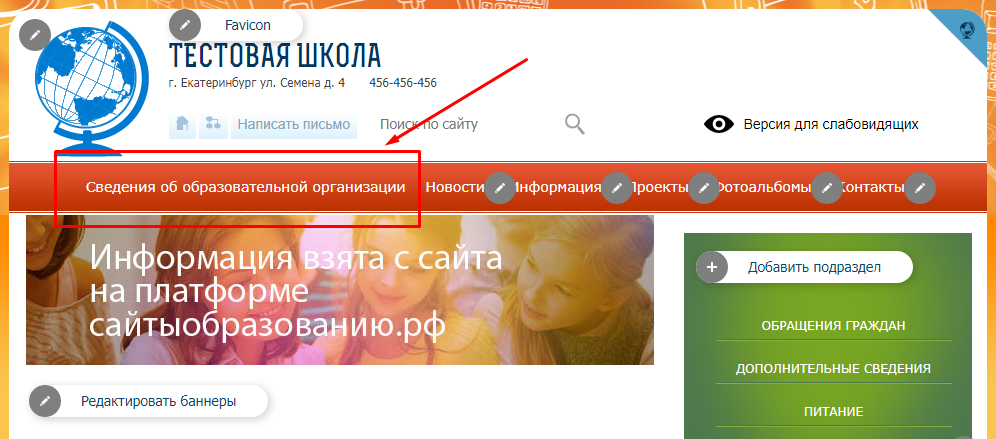 Favicon
ТЕСТОВАЯ ШКОЛА
г. Екатеринбург ул. Семена д. 4 456-456-456
Написать письмо Поиск по сайту
Версия для слабовидящих
Сведения об образовательной организации Новости Информация Проекты Фотоальбомы Контакты
Информация взята с сайта
на платформе
сайтыобразованию.рф
Добавить подраздел
ОБРАЩЕНИЯ ГРАЖДАН
ДОПОЛНИТЕЛЬНЫЕ СВЕДЕНИЯ
ПИТАНИЕ
Редактировать баннеры